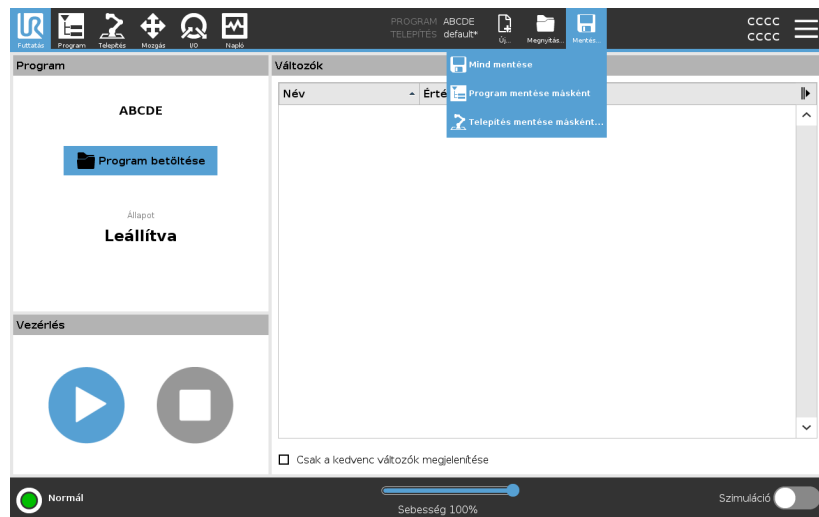 PROGRAM ABCDE
TELEPÍTÉS default*
CCCC
CCCC
Futtatás Program Telepítés Mozgás I/O Napló Új... Megnyitás... Mentés...
Program
Változók
Mind mentése
Program mentése másként
Telepítés mentése másként...
Név
Érté
ABCDE
Program betöltése
Állapot
Leállítva
Vezérlés
Csak a kedvenc változók megjelenítése
Normál
Sebesség 100%
Szimuláció